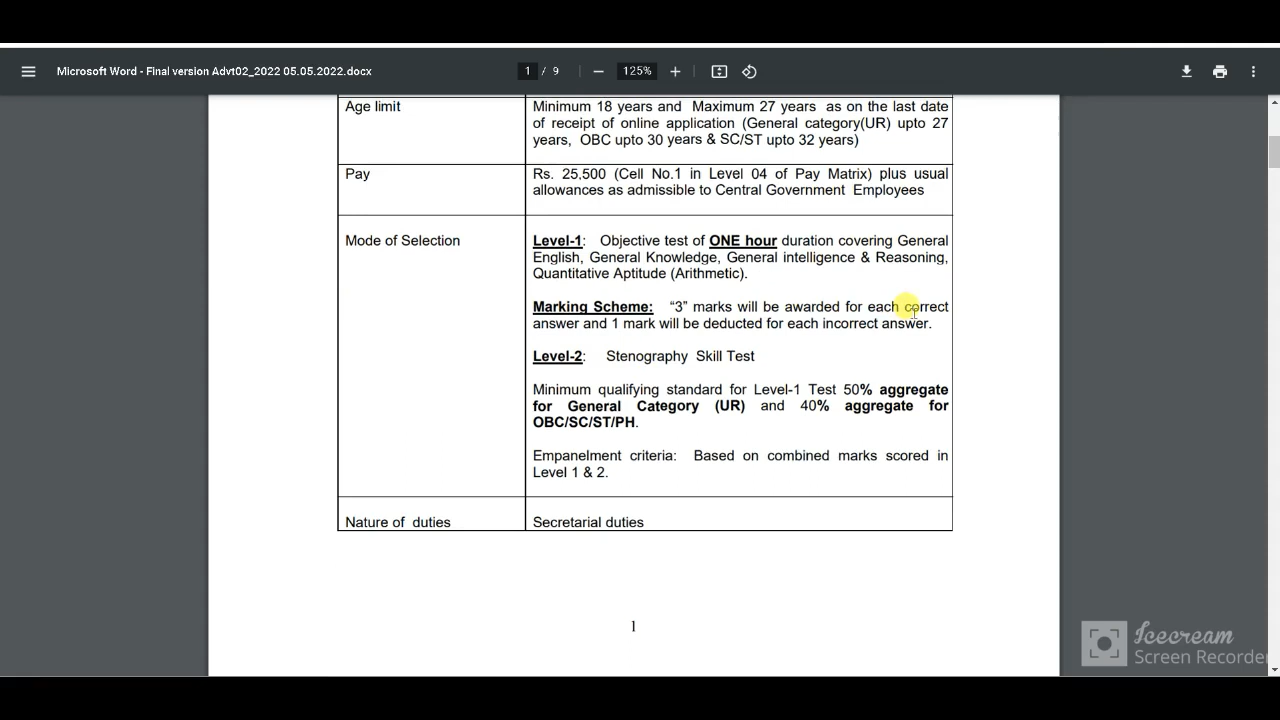 Microsoft Word - Final version Advt02_2022 05.05.2022.docx
1 / 9
125%
Age limit
Minimum 18 years and Maximum 27 years as on the last date
of receipt of online application (General category(UR) upto 27
years, OBC upto 30 years & SC/ST upto 32 years)
Pay
Rs. 25,500 (Cell No.1 in Level 04 of Pay Matrix) plus usual
allowances as admissible to Central Government Employees
Mode of Selection
Level-1: Objective test of ONE hour duration covering General
English, General Knowledge, General intelligence & Reasoning,
Quantitative Aptitude (Arithmetic).
Marking Scheme: “3” marks will be awarded for each correct
answer and 1 mark will be deducted for each incorrect answer.
Level-2: Stenography Skill Test
Minimum qualifying standard for Level-1 Test 50% aggregate
for General Category (UR) and 40% aggregate for
OBC/SC/ST/PH.
Empanelment criteria: Based on combined marks scored in
Level 1 & 2.
Nature of duties
Secretarial duties
1
Icecream
Screen Recorder